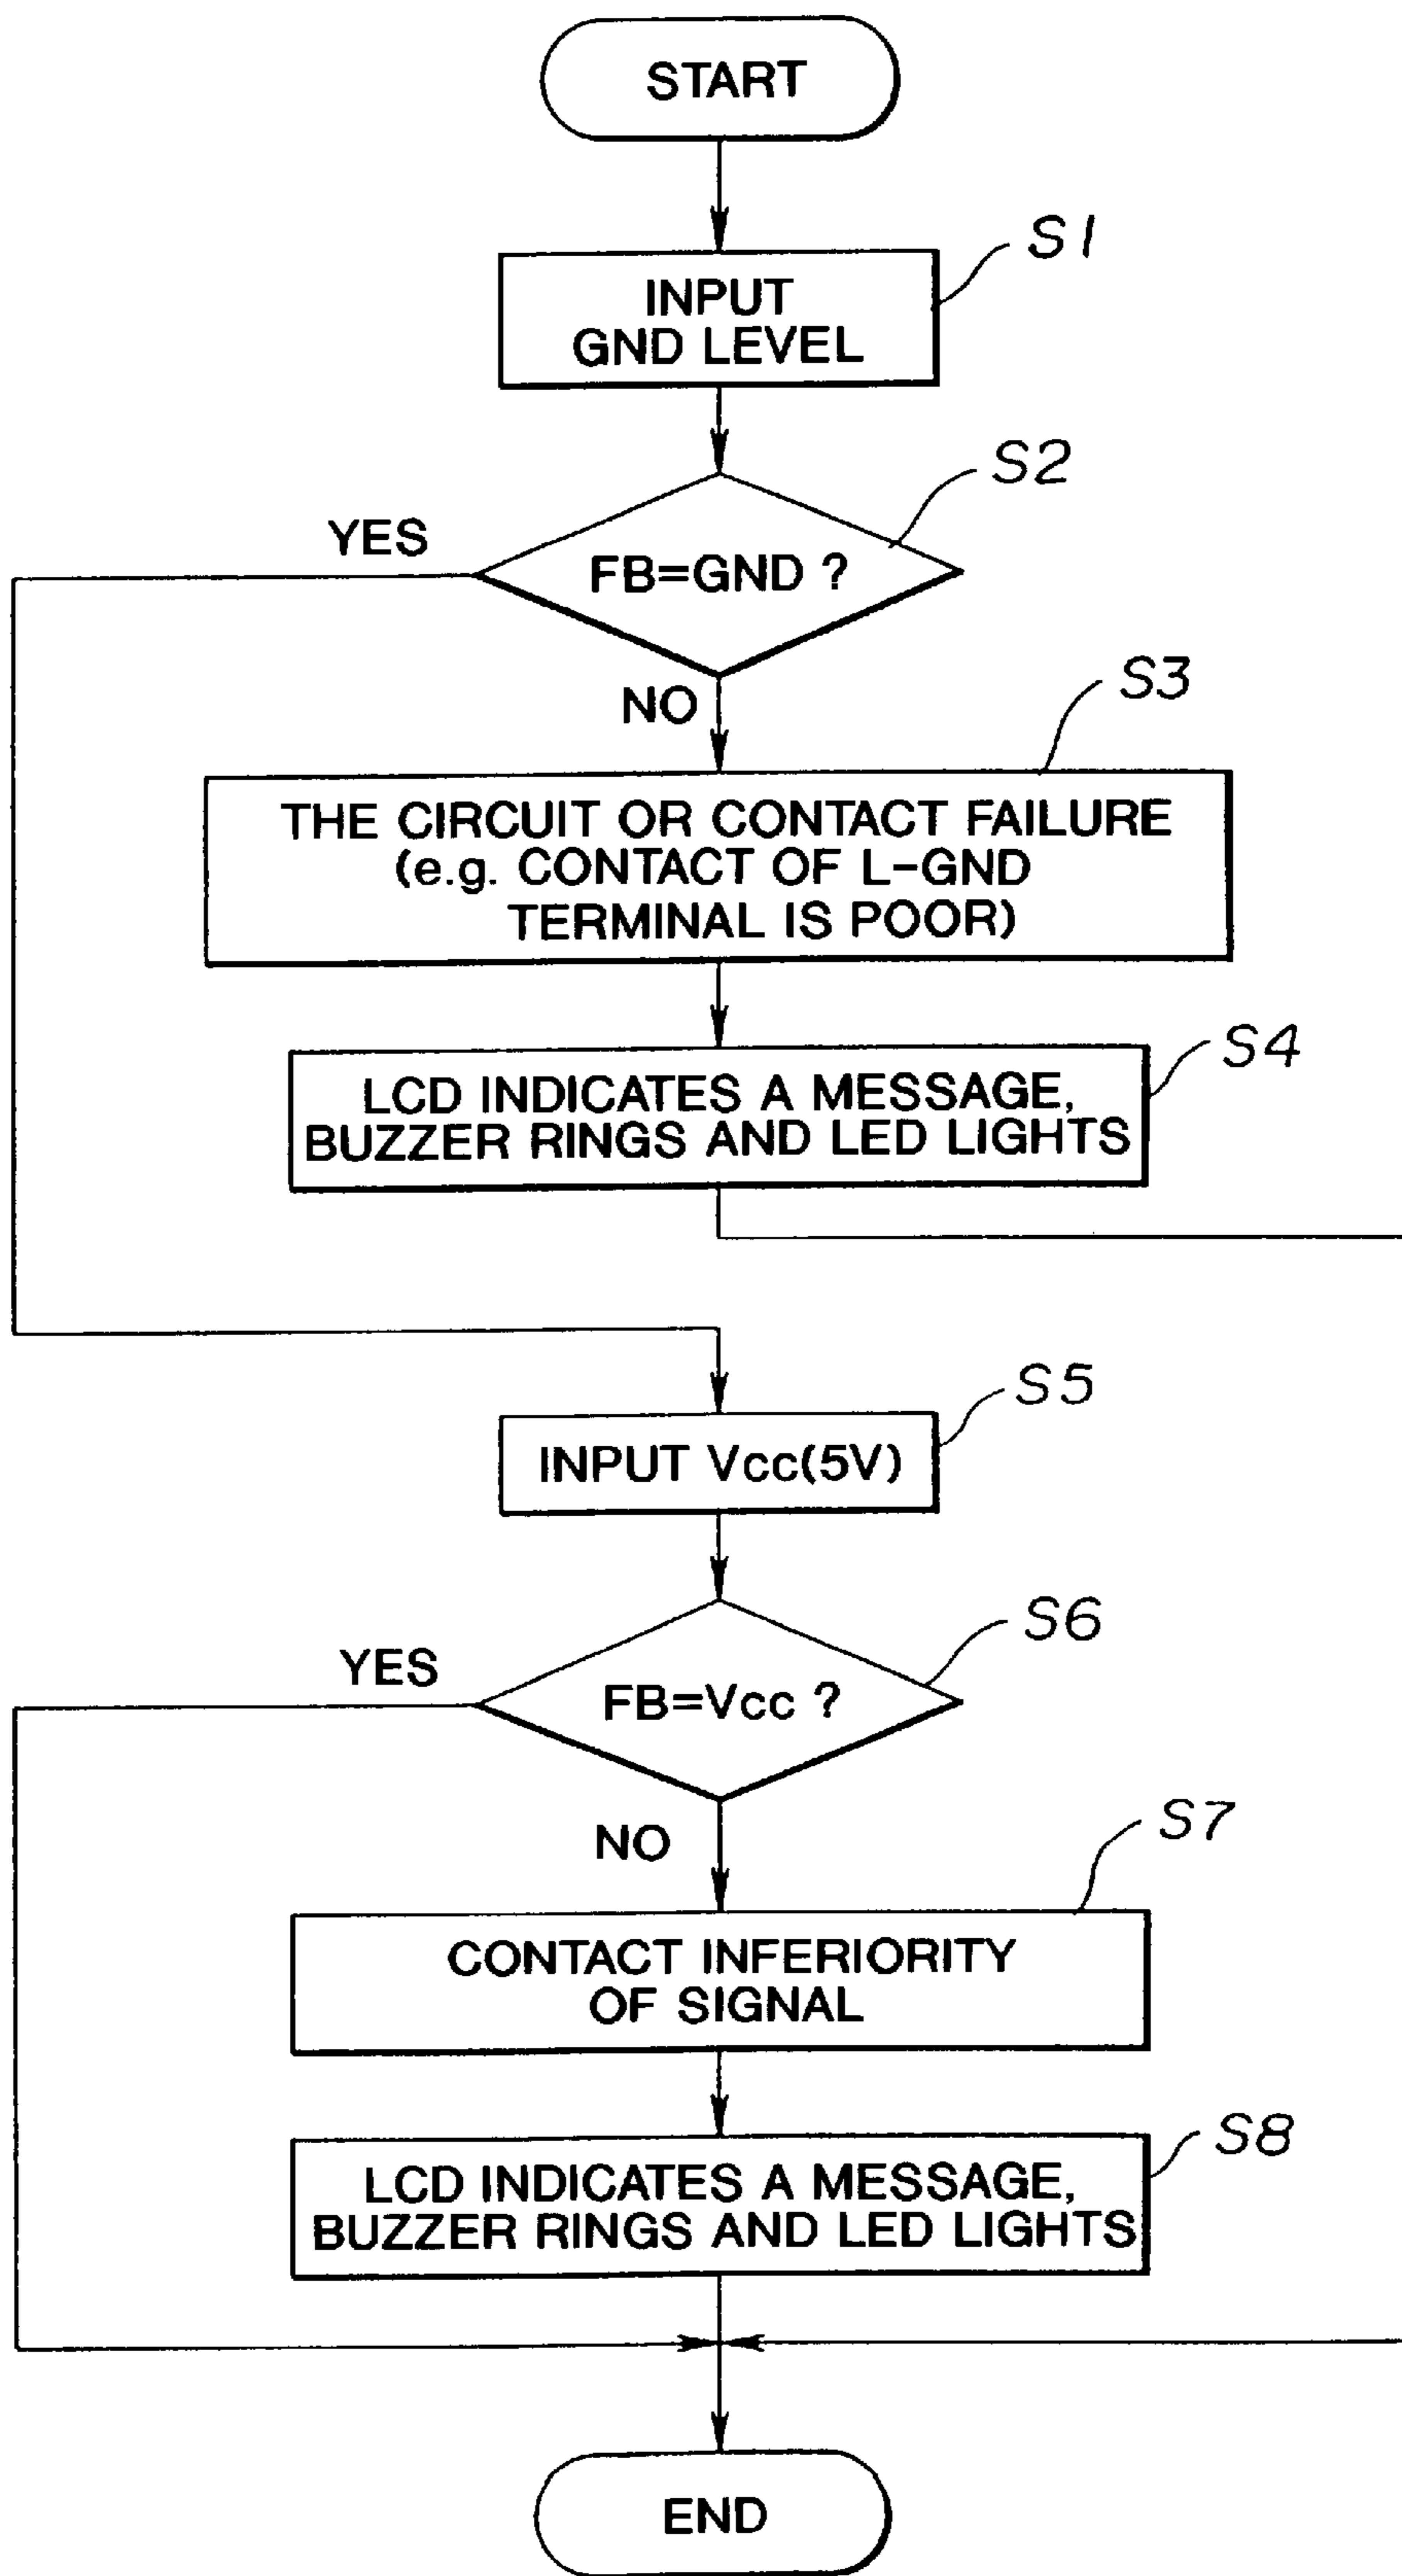 START
S1
INPUT
GND LEVEL
S2
YES
FB=GND ?
NO
S3
THE CIRCUIT OR CONTACT FAILURE
(e.g. CONTACT OF L-GND
TERMINAL IS POOR)
S4
LCD INDICATES A MESSAGE,
BUZZER RINGS AND LED LIGHTS
S5
INPUT Vcc(5V)
S6
YES
FB=Vcc ?
NO
S7
CONTACT INFERIORITY
OF SIGNAL
S8
LCD INDICATES A MESSAGE,
BUZZER RINGS AND LED LIGHTS
END